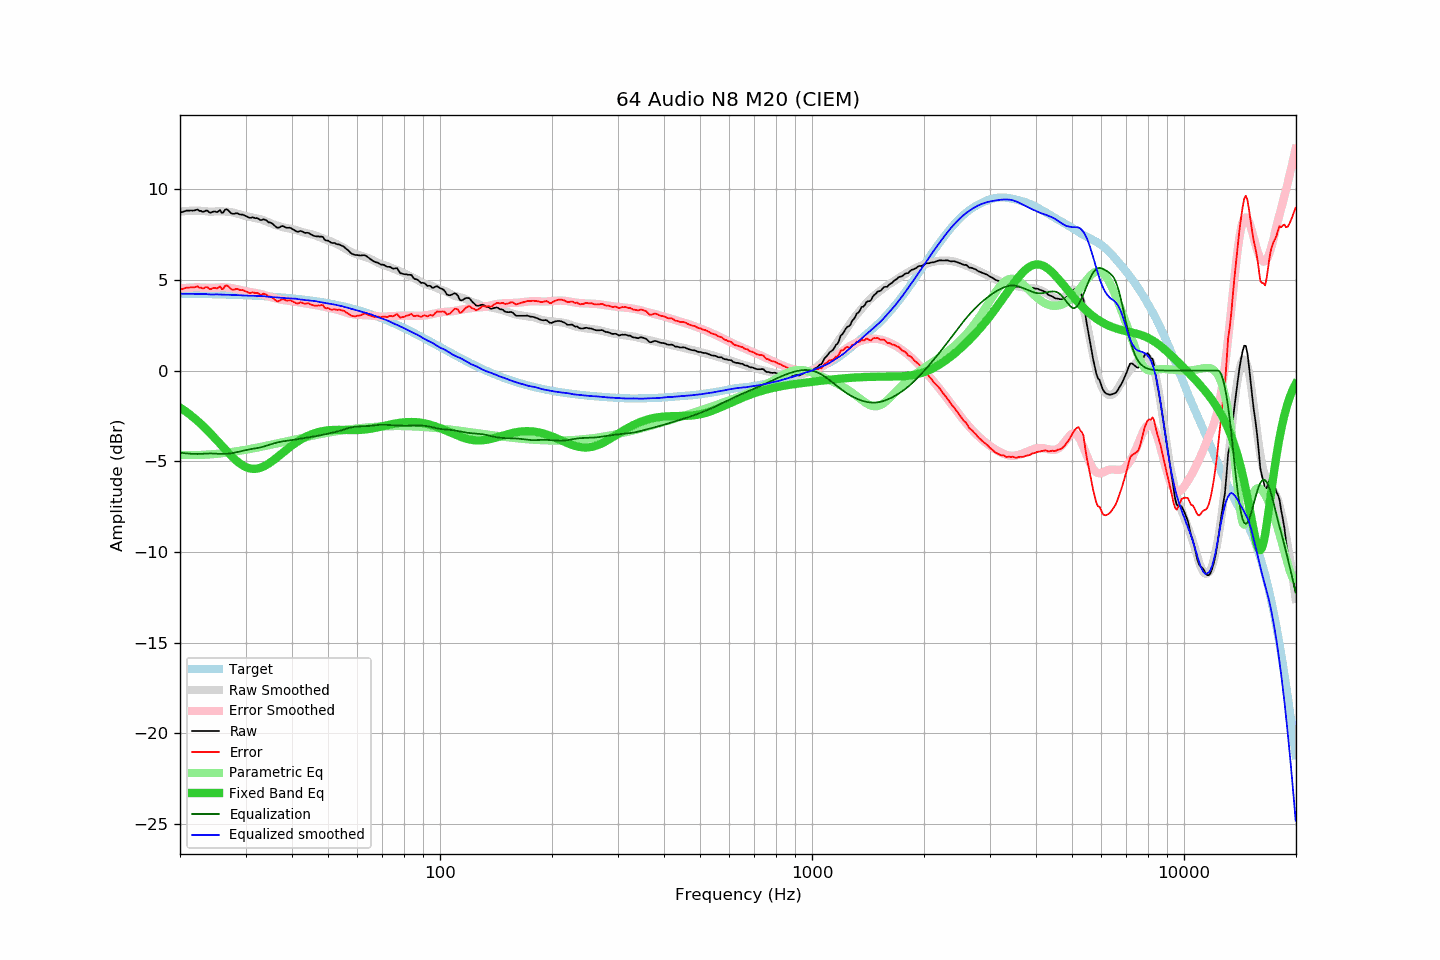 64 Audio N8 M20 (CIEM)
10
5
0
−5
−10
−15
−20
−25
Amplitude (dBr)
Target
Raw Smoothed
Error Smoothed
Raw
Error
Parametric Eq
Fixed Band Eq
Equalization
Equalized smoothed
100
1000
10000
Frequency (Hz)